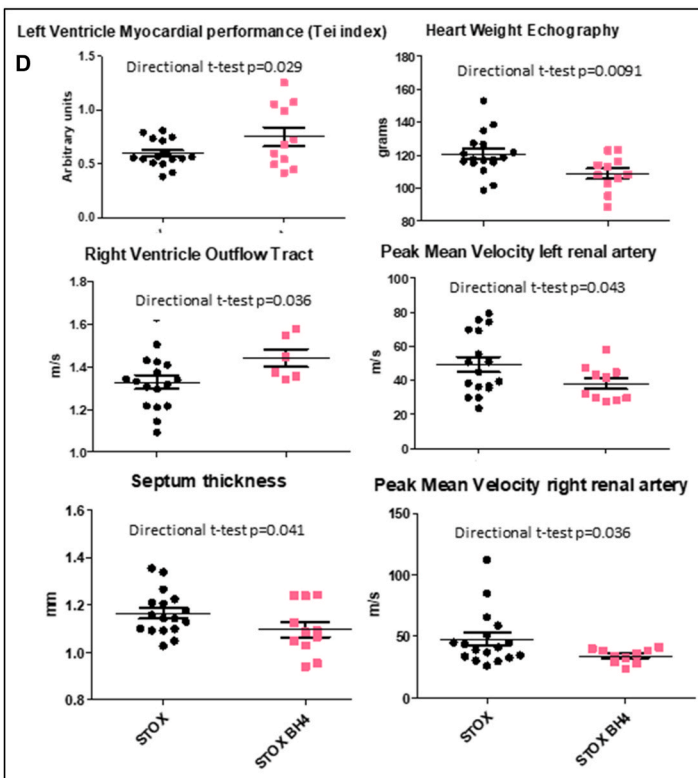 Left Ventricle Myocardial performance (Tei index)
D
Directional t-test p=0.029
Arbitrary units
1.5
1.0
0.5
0.0
Heart Weight Echography
Directional t-test p=0.0091
grams
180
160
140
120
100
80
Right Ventricle Outflow Tract
Directional t-test p=0.036
m/s
1.8
1.6
1.4
1.2
1.0
Peak Mean Velocity left renal artery
Directional t-test p=0.043
m/s
100
80
60
40
20
0
Septum thickness
Directional t-test p=0.041
mm
1.6
1.4
1.2
1.0
0.8
STOX
STOX BH4
Peak Mean Velocity right renal artery
Directional t-test p=0.036
m/s
150
100
50
0
STOX
STOX BH4